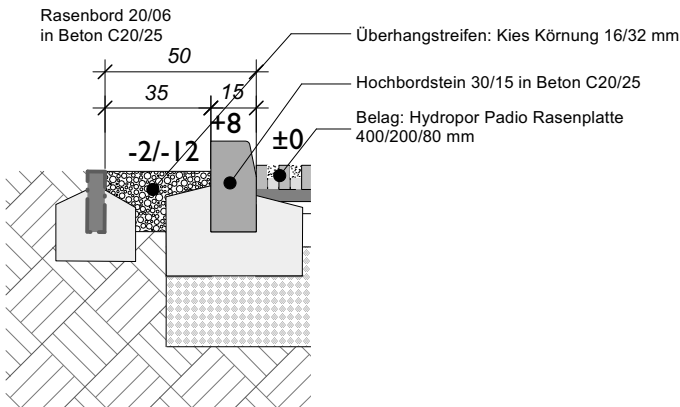 Rasenbord 20/06
in Beton C20/25
50
35
15
+8
-2/-12
±0
Überhangstreifen: Kies Körnung 16/32 mm
Hochbordstein 30/15 in Beton C20/25
Belag: Hydropor Padio Rasenplatte
400/200/80 mm